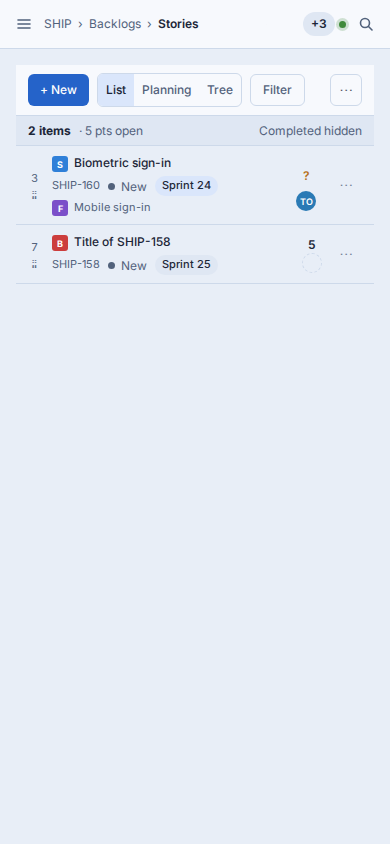 SHIP › Backlogs › Stories +3
+ New List Planning Tree Filter ...
2 items · 5 pts open Completed hidden
3 S Biometric sign-in ?
SHIP-160 New Sprint 24 TO ...
F Mobile sign-in
7 B Title of SHIP-158 5
SHIP-158 New Sprint 25 ...